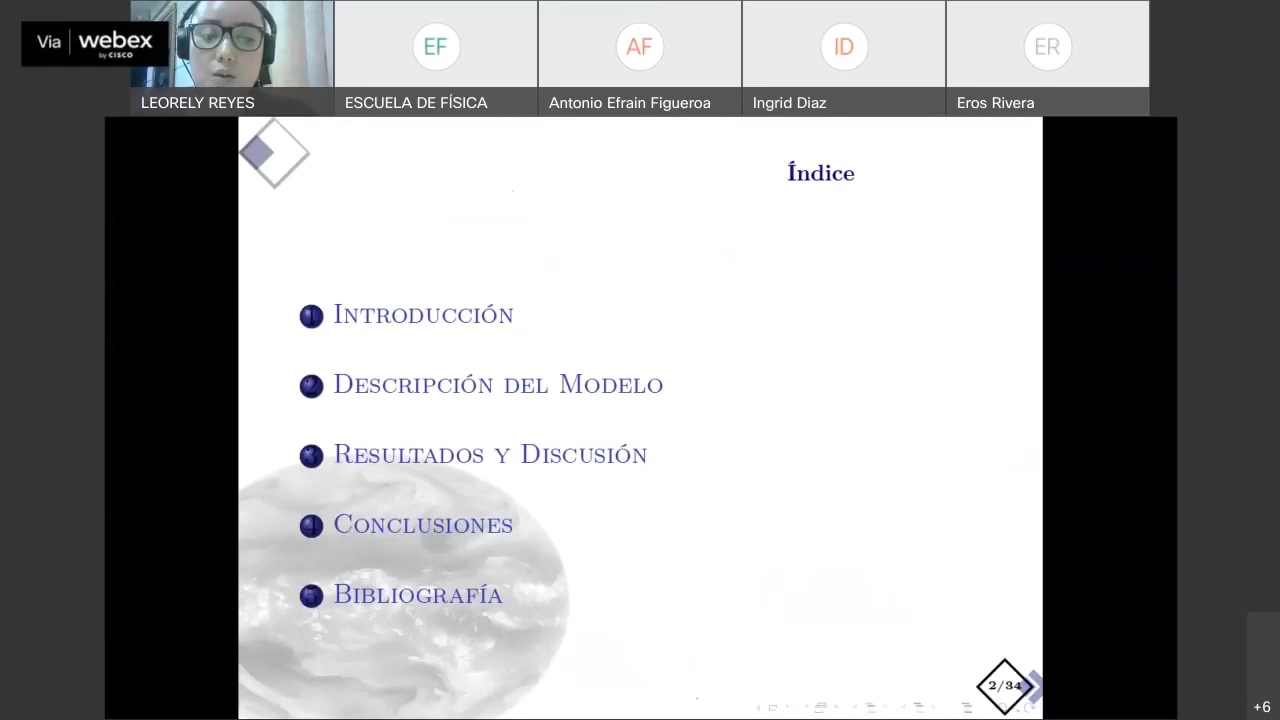 Via webex
by CISCO
EF
AF
ID
ER
LEORELY REYES
ESCUELA DE FÍSICA
Antonio Efrain Figueroa
Ingrid Diaz
Eros Rivera
Índice
1 Introducción
2 Descripción del Modelo
3 Resultados y Discusión
4 Conclusiones
5 Bibliografía
2/34
+6